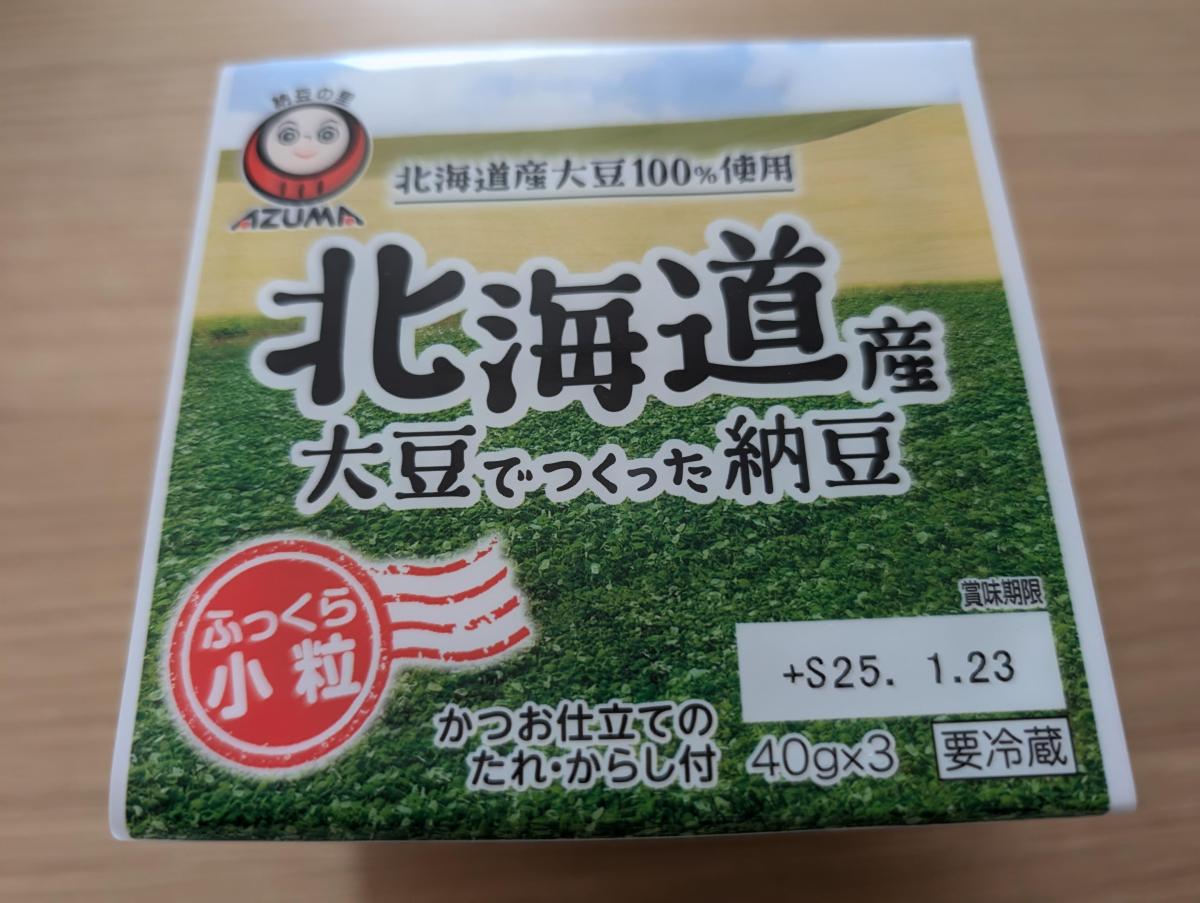 納豆の里
AZUMA
北海道産大豆100%使用
北海道産
大豆でつくった納豆
ふっくら
小粒
賞味期限
+S25. 1.23
かつお仕立ての
たれ・からし付
40g×3
要冷蔵